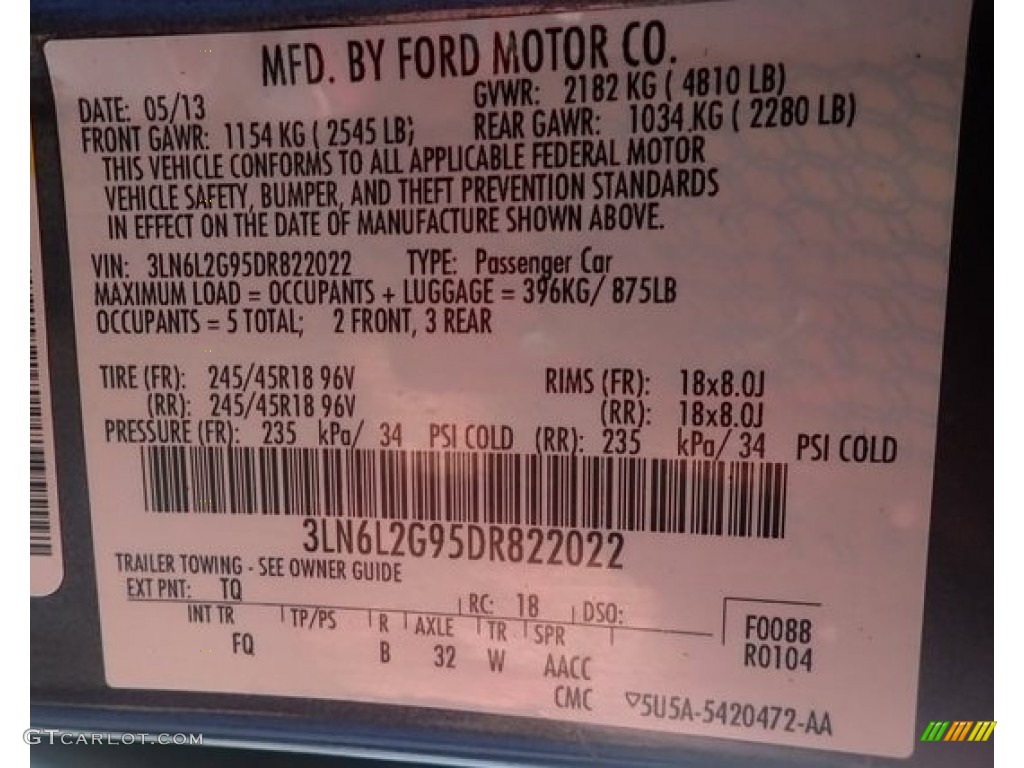 MFD. BY FORD MOTOR CO.
DATE: 05/13 GVWR: 2182 KG ( 4810 LB)
FRONT GAWR: 1154 KG ( 2545 LB); REAR GAWR: 1034 KG ( 2280 LB)
THIS VEHICLE CONFORMS TO ALL APPLICABLE FEDERAL MOTOR
VEHICLE SAFETY, BUMPER, AND THEFT PREVENTION STANDARDS
IN EFFECT ON THE DATE OF MANUFACTURE SHOWN ABOVE.
VIN: 3LN6L2G95DR822022 TYPE: Passenger Car
MAXIMUM LOAD = OCCUPANTS + LUGGAGE = 396KG/ 875LB
OCCUPANTS = 5 TOTAL; 2 FRONT, 3 REAR
TIRE (FR): 245/45R18 96V RIMS (FR): 18x8.0J
(RR): 245/45R18 96V (RR): 18x8.0J
PRESSURE (FR): 235 kPa/ 34 PSI COLD (RR): 235 kPa/ 34 PSI COLD
3LN6L2G95DR822022
TRAILER TOWING - SEE OWNER GUIDE
EXT PNT: TQ RC: 18 DSO:
INT TR TP/PS R AXLE TR SPR F0088
FQ B 32 W AACC R0104
CMC 5U5A-5420472-AA
GTCARLOT.COM